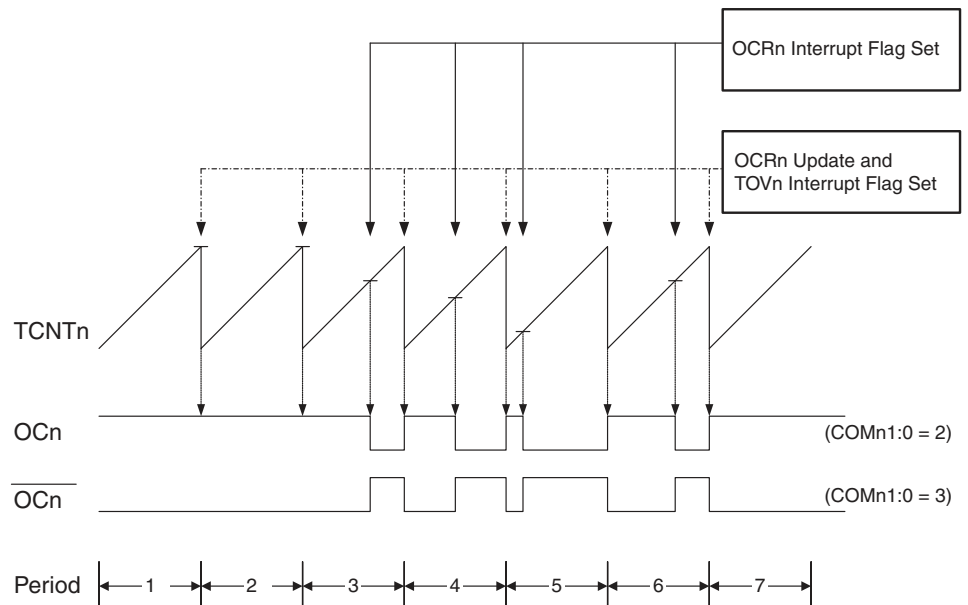 OCRn Interrupt Flag Set
OCRn Update and
TOVn Interrupt Flag Set
TCNTn
OCn
(COMn1:0 = 2)
OCn
(COMn1:0 = 3)
Period
1
2
3
4
5
6
7